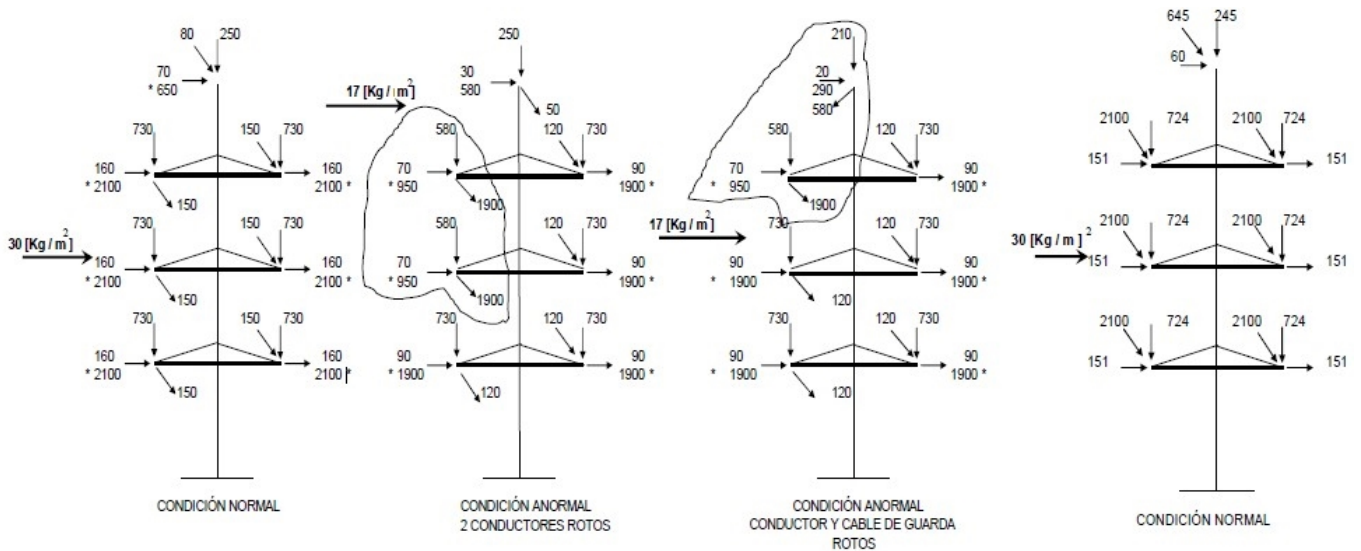 80 250
70
* 650
730 150 730
160 160
* 2100 2100 *
150
730 150 730
30 [Kg / m ²]
160 160
* 2100 2100 *
150
730 150 730
160 160
* 2100 2100 *
150
CONDICIÓN NORMAL
250
30
580
17 [Kg / m²]
50
580 120 730
70 90
* 950 1900 *
1900
580 120 730
70 90
* 950 1900 *
1900
730 120 730
90 90
* 1900 1900 *
120
CONDICIÓN ANORMAL
2 CONDUCTORES ROTOS
210
20
290
580
580 120 730
70 90
* 950 1900 *
1900
17 [Kg / m²]
730 120 730
90 90
* 1900 1900 *
120
730 120 730
90 90
* 1900 1900 *
120
CONDICIÓN ANORMAL
CONDUCTOR Y CABLE DE GUARDA
ROTOS
645 245
60
2100 724 2100 724
151 151
2100 724 2100 724
30 [Kg / m ] ²
151 151
2100 724 2100 724
151 151
CONDICIÓN NORMAL